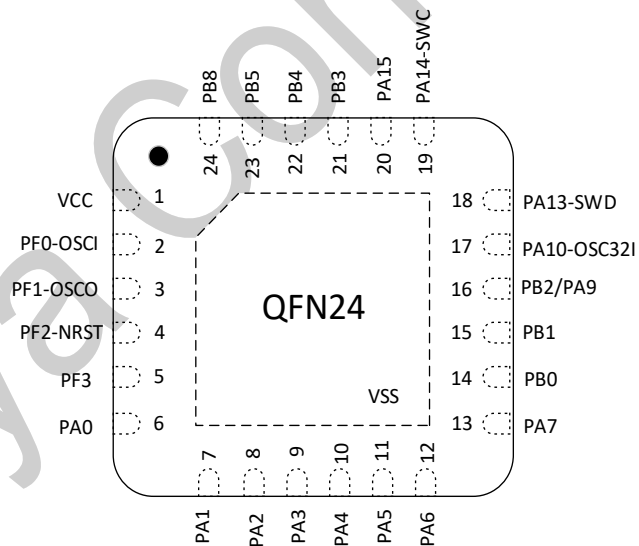 PB8
PB5
PB4
PB3
PA15
PA14-SWC
24
23
22
21
20
19
VCC 1
PF0-OSCI 2
PF1-OSCO 3
PF2-NRST 4
PF3 5
PA0 6
18 PA13-SWD
17 PA10-OSC32I
16 PB2/PA9
15 PB1
14 PB0
13 PA7
QFN24
VSS
7
8
9
10
11
12
PA1
PA2
PA3
PA4
PA5
PA6
ya Con